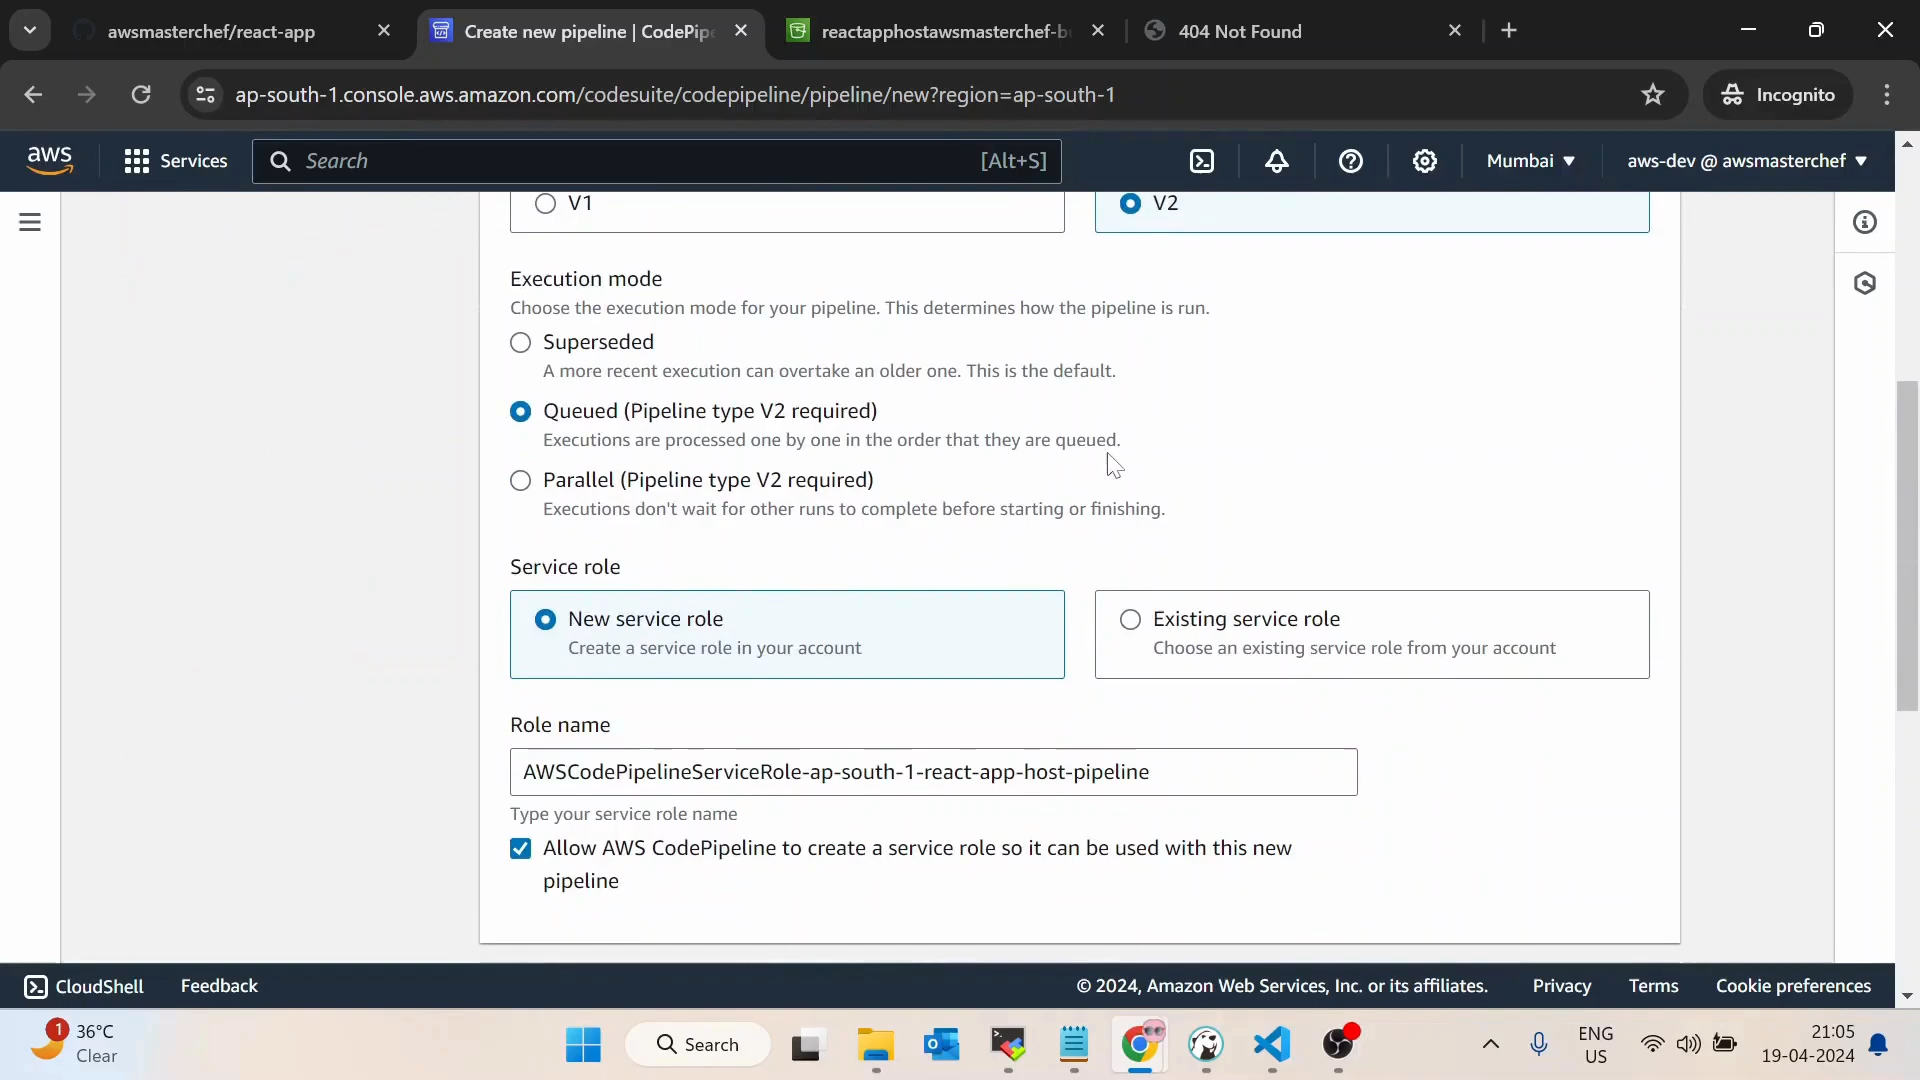 awsmasterchef/react-app
Create new pipeline | CodePipe
reactapphostawsmasterchef-b
404 Not Found
ap-south-1.console.aws.amazon.com/codesuite/codepipeline/pipeline/new?region=ap-south-1
Incognito
aws
Services
Search
[Alt+S]
Mumbai
aws-dev @ awsmasterchef
V1
V2
Execution mode
Choose the execution mode for your pipeline. This determines how the pipeline is run.
Superseded
A more recent execution can overtake an older one. This is the default.
Queued (Pipeline type V2 required)
Executions are processed one by one in the order that they are queued.
Parallel (Pipeline type V2 required)
Executions don't wait for other runs to complete before starting or finishing.
Service role
New service role
Create a service role in your account
Existing service role
Choose an existing service role from your account
Role name
AWSCodePipelineServiceRole-ap-south-1-react-app-host-pipeline
Type your service role name
Allow AWS CodePipeline to create a service role so it can be used with this new
pipeline
CloudShell
Feedback
© 2024, Amazon Web Services, Inc. or its affiliates.
Privacy
Terms
Cookie preferences
1
36°C
Clear
Search
ENG
US
21:05
19-04-2024